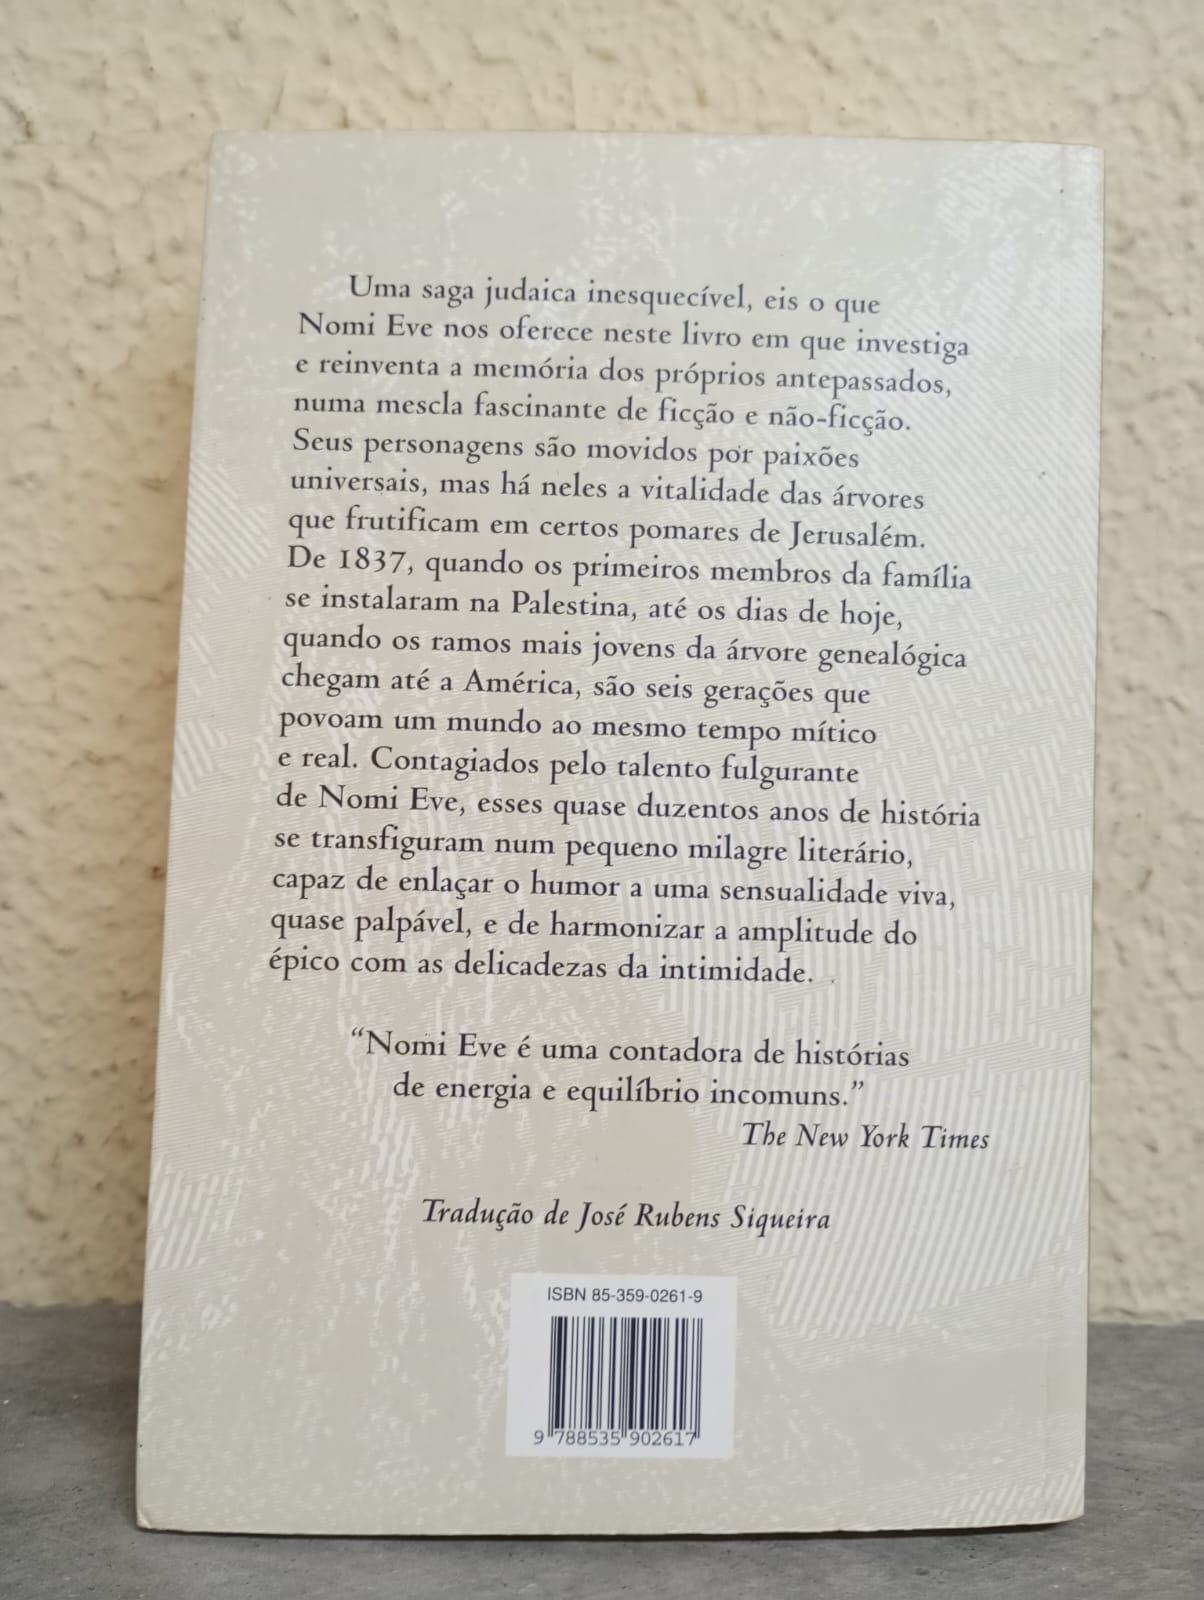 Uma saga judaica inesquecível, eis o que
Nomi Eve nos oferece neste livro em que investiga
e reinventa a memória dos próprios antepassados,
numa mescla fascinante de ficção e não-ficção.
Seus personagens são movidos por paixões
universais, mas há neles a vitalidade das árvores
que frutificam em certos pomares de Jerusalém.
De 1837, quando os primeiros membros da família
se instalaram na Palestina, até os dias de hoje,
quando os ramos mais jovens da árvore genealógica
chegam até a América, são seis gerações que
povoam um mundo ao mesmo tempo mítico
e real. Contagiados pelo talento fulgurante
de Nomi Eve, esses quase duzentos anos de história
se transfiguram num pequeno milagre literário,
capaz de enlaçar o humor a uma sensualidade viva,
quase palpável, e de harmonizar a amplitude do
épico com as delicadezas da intimidade.
“Nomi Eve é uma contadora de histórias
de energia e equilíbrio incomuns.”
The New York Times
Tradução de José Rubens Siqueira
ISBN 85-359-0261-9
9 788535 902617